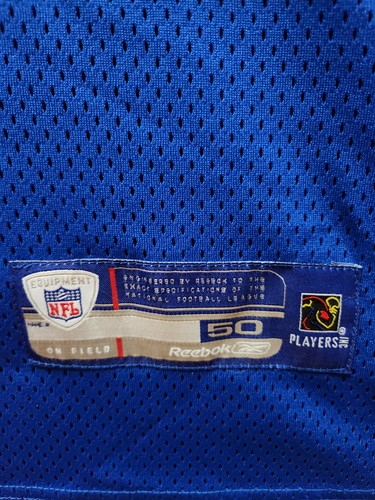 EQUIPMENT
NFL
ENGINEERED BY REEBOK TO THE
EXACT SPECIFICATIONS OF THE
NATIONAL FOOTBALL LEAGUE
50
ON FIELD
Reebok
PLAYERS INC